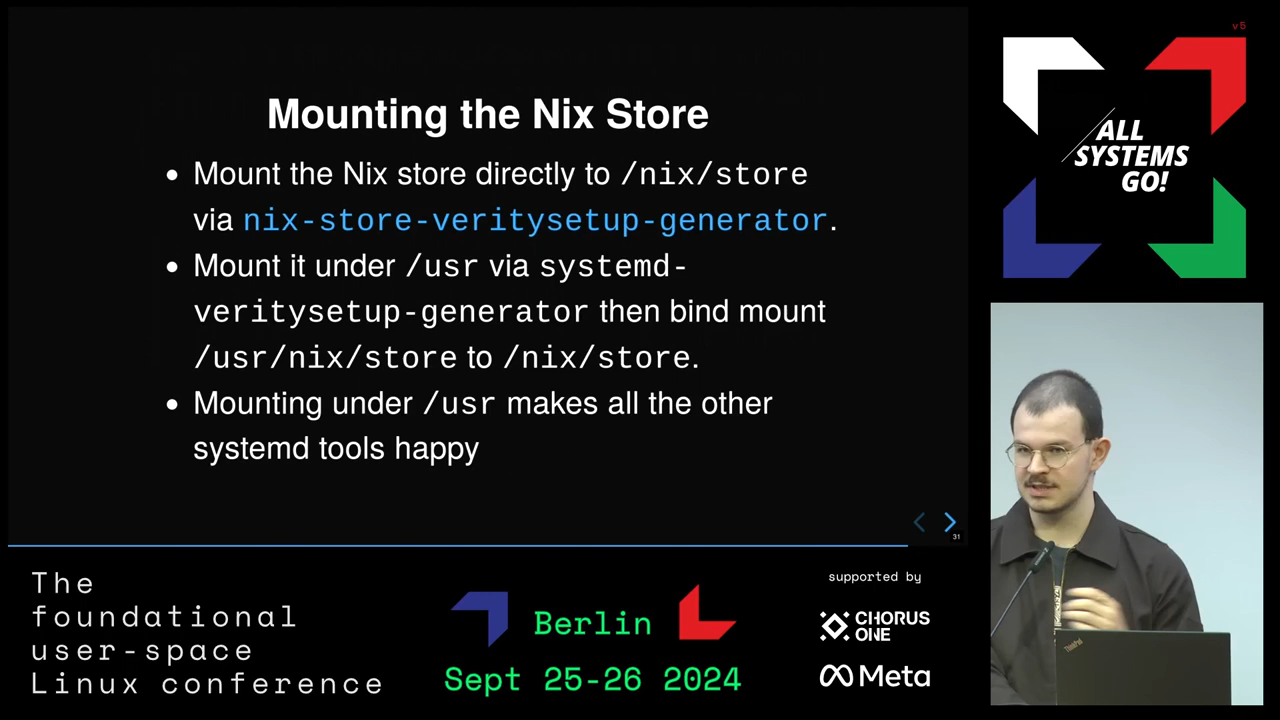 Mounting the Nix Store
• Mount the Nix store directly to /nix/store
via nix-store-veritysetup-generator.
• Mount it under /usr via systemd-
veritysetup-generator then bind mount
/usr/nix/store to /nix/store.
• Mounting under /usr makes all the other
systemd tools happy
31
v5
ALL
SYSTEMS
GO!
The
foundational
user-space
Linux conference
Berlin
Sept 25-26 2024
supported by
CHORUS
ONE
Meta
ThinkPad